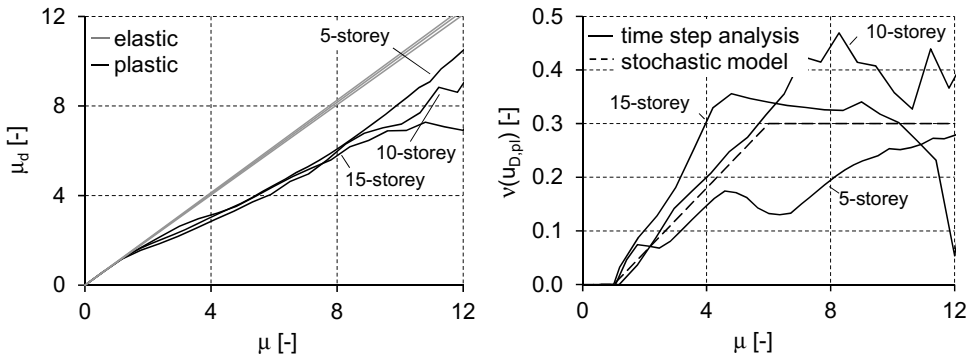 12
8
4
0
μd [-]
elastic
plastic
5-storey
10-storey
15-storey
0
4
8
12
μ [-]
0.5
0.4
0.3
0.2
0.1
0.0
ν(uD,pl) [-]
time step analysis
stochastic model
10-storey
15-storey
5-storey
0
4
8
12
μ [-]